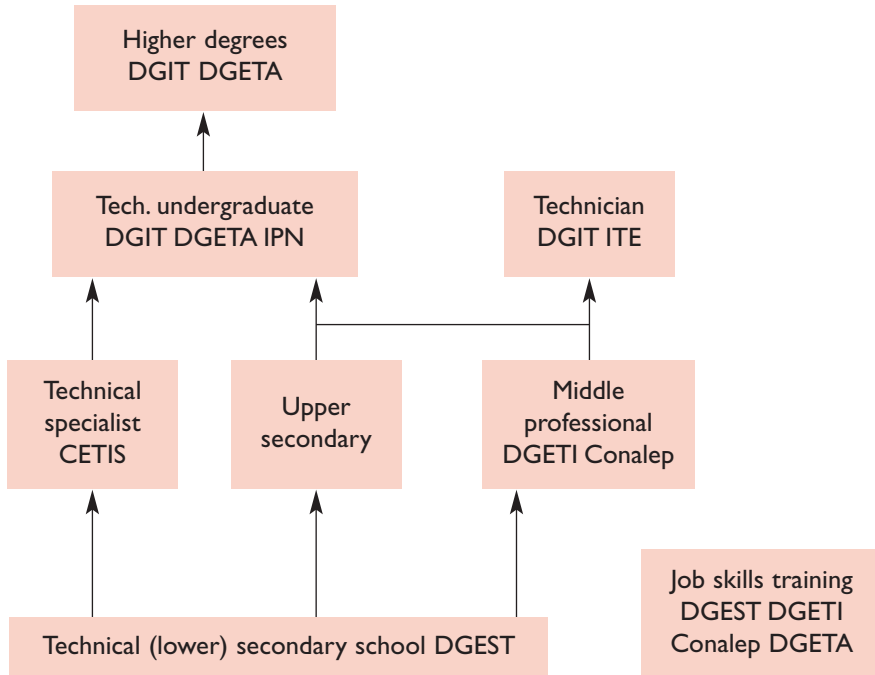 Higher degrees
DGIT DGETA
Tech. undergraduate
DGIT DGETA IPN
Technician
DGIT ITE
Technical
specialist
CETIS
Upper
secondary
Middle
professional
DGETI Conalep
Job skills training
DGEST DGETI
Conalep DGETA
Technical (lower) secondary school DGEST